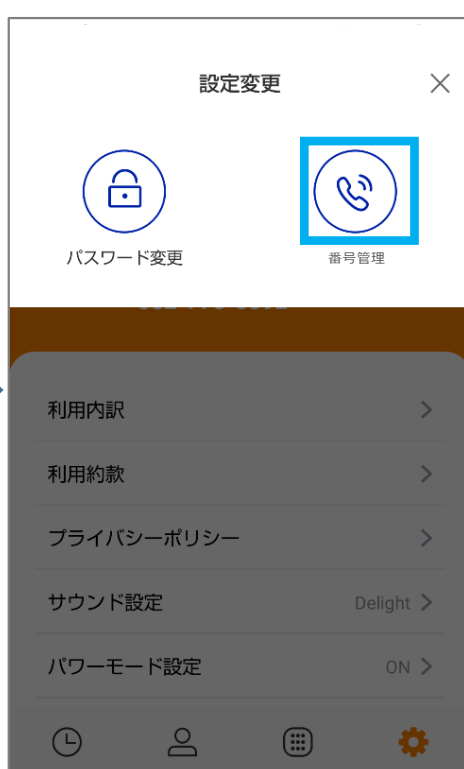 設定変更
パスワード変更
番号管理
利用内訳
利用約款
プライバシーポリシー
サウンド設定 Delight
パワーモード設定 ON